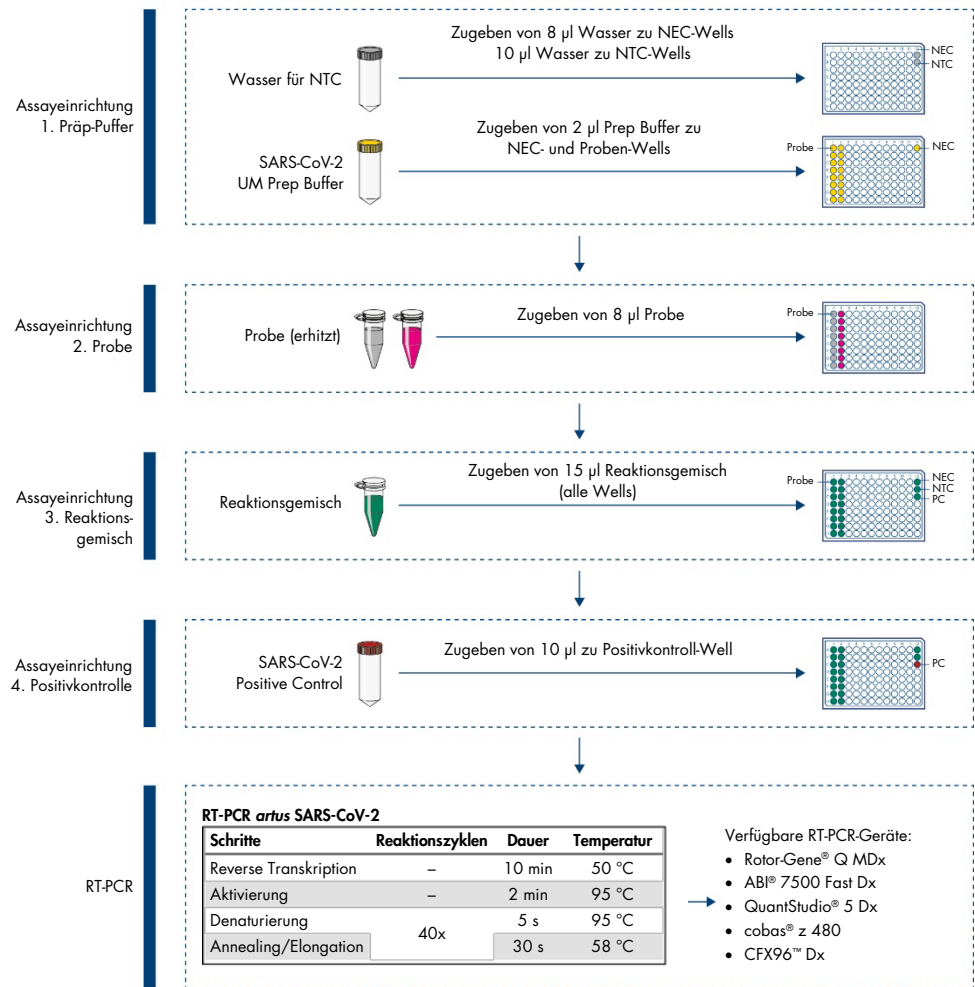 Assayeinrichtung
1. Präp-Puffer
Wasser für NTC
Zugeben von 8 µl Wasser zu NEC-Wells
10 µl Wasser zu NTC-Wells
NEC
NTC
SARS-CoV-2
UM Prep Buffer
Zugeben von 2 µl Prep Buffer zu
NEC- und Proben-Wells
Probe
NEC
Assayeinrichtung
2. Probe
Probe (erhitzt)
Zugeben von 8 µl Probe
Probe
Assayeinrichtung
3. Reaktions-
gemisch
Reaktionsgemisch
Zugeben von 15 µl Reaktionsgemisch
(alle Wells)
Probe
NEC
NTC
PC
Assayeinrichtung
4. Positivkontrolle
SARS-CoV-2
Positive Control
Zugeben von 10 µl zu Positivkontroll-Well
PC
RT-PCR
RT-PCR artus SARS-CoV-2
Schritte Reaktionszyklen Dauer Temperatur
Reverse Transkription – 10 min 50 °C
Aktivierung – 2 min 95 °C
Denaturierung 40x 5 s 95 °C
Annealing/Elongation 30 s 58 °C
Verfügbare RT-PCR-Geräte:
• Rotor-Gene® Q MDx
• ABI® 7500 Fast Dx
• QuantStudio® 5 Dx
• cobas® z 480
• CFX96™ Dx